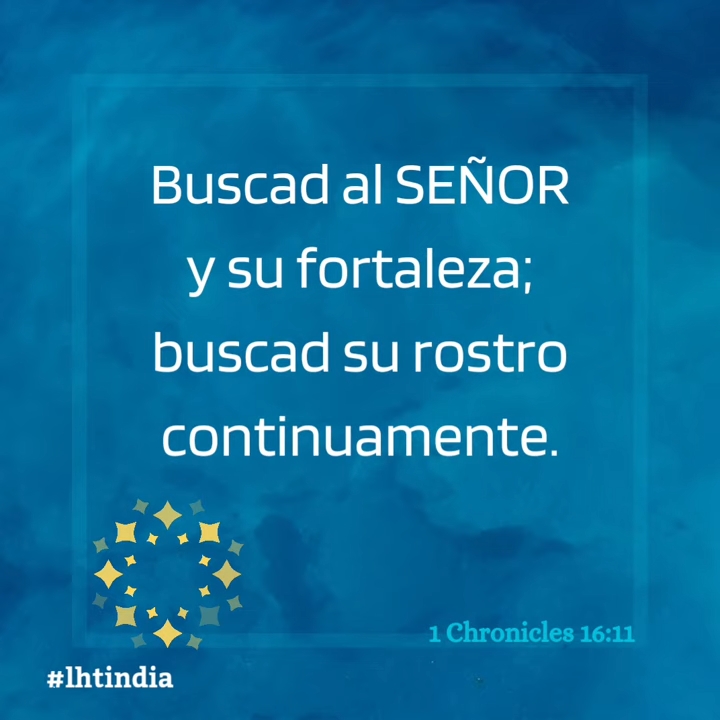 Buscad al SEÑOR
y su fortaleza;
buscad su rostro
continuamente.
1 Chronicles 16:11
#lhtindia